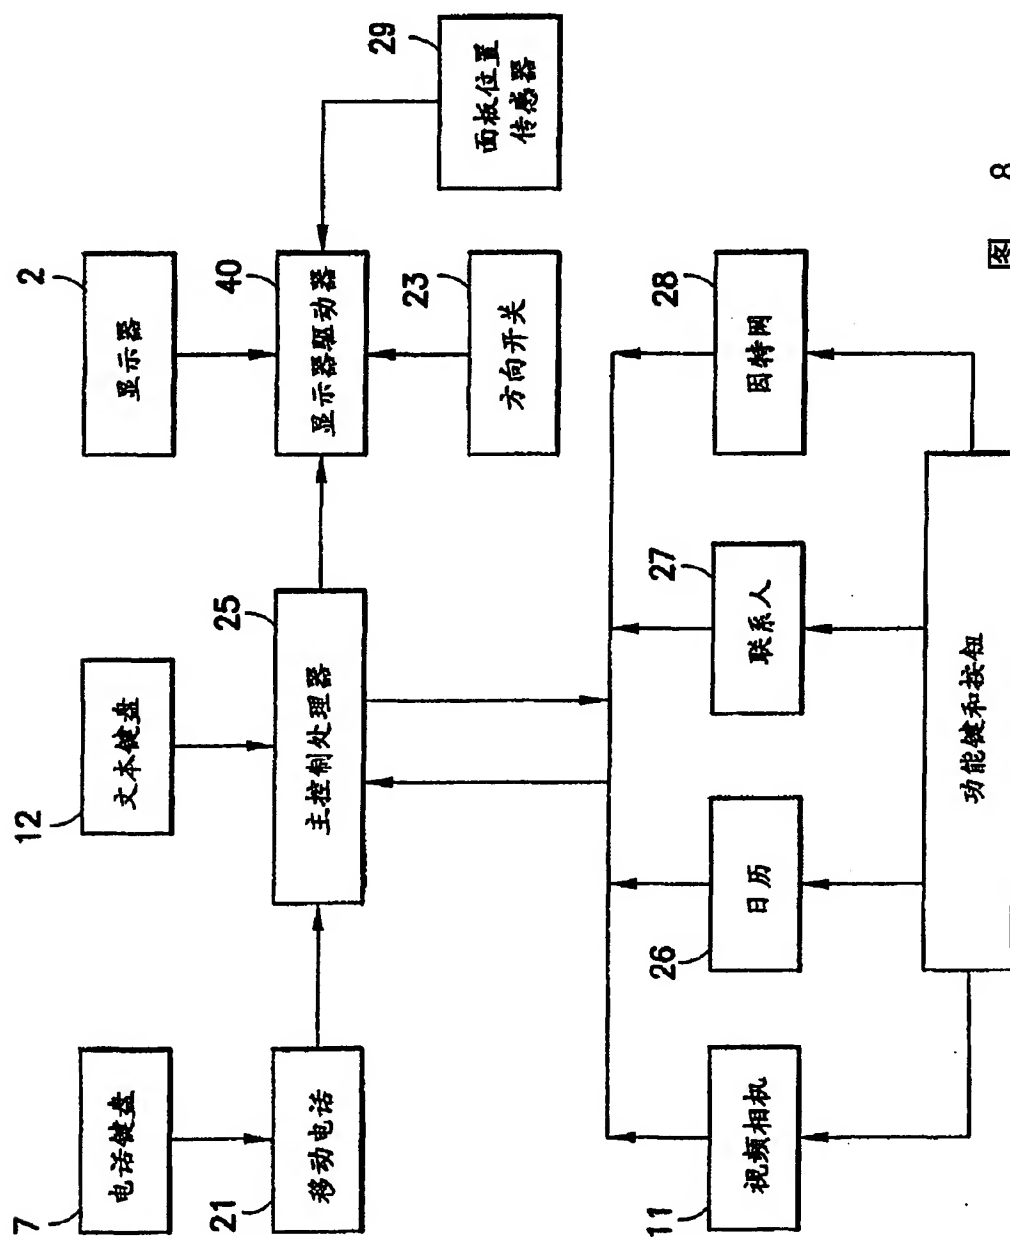 7
电话键盘
12
文本键盘
2
显示器
21
移动电话
25
主控制处理器
40
显示器驱动器
29
面板位置
传感器
23
方向开关
11
视频相机
26
日历
27
联系人
28
因特网
功能键和按钮
图 8